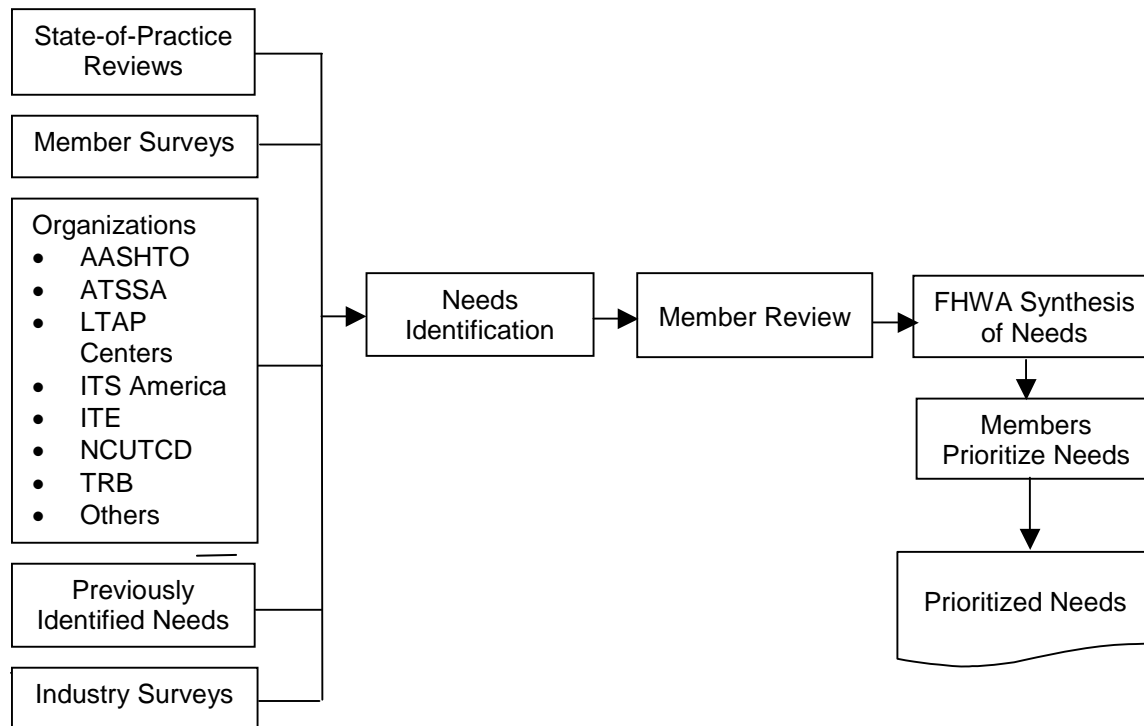 State-of-Practice
Reviews
Member Surveys
Organizations
• AASHTO
• ATSSA
• LTAP
Centers
• ITS America
• ITE
• NCUTCD
• TRB
• Others
Previously
Identified Needs
Industry Surveys
Needs
Identification
Member Review
FHWA Synthesis
of Needs
Members
Prioritize Needs
Prioritized Needs